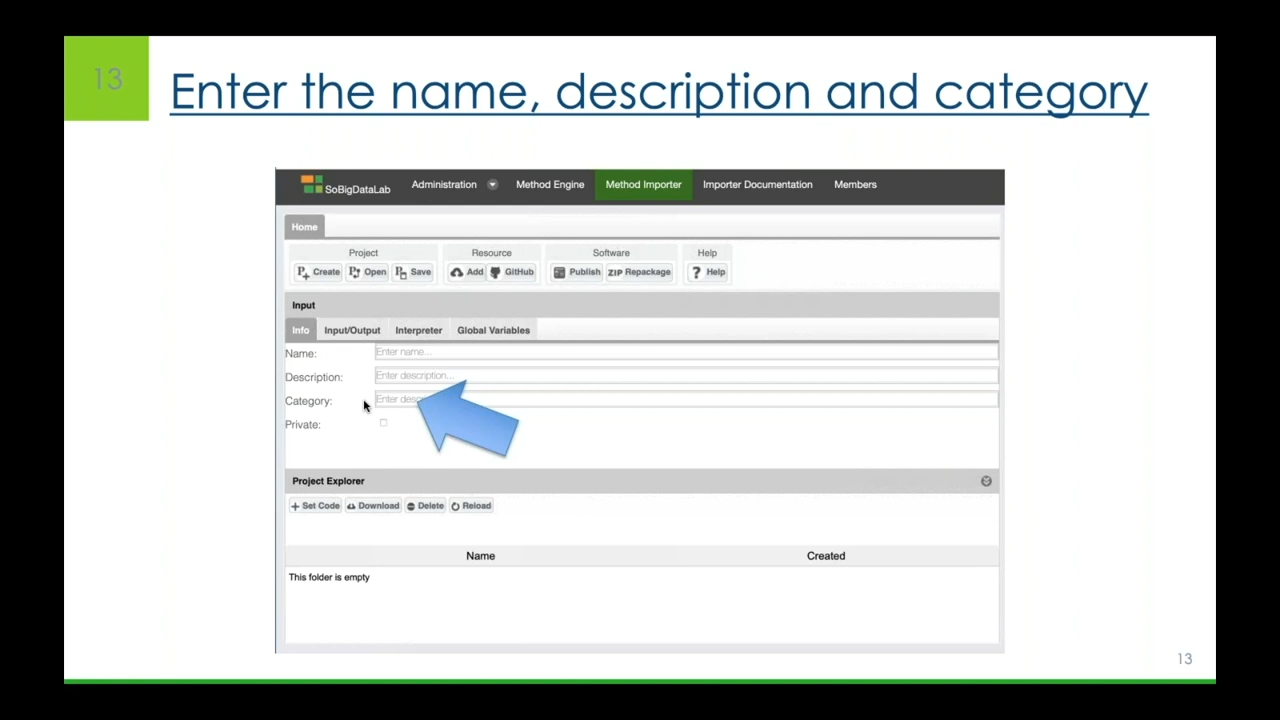 13
Enter the name, description and category
SoBigDataLab Administration Method Engine Method Importer Importer Documentation Members
Home
Project Resource Software Help
Create Open Save Add GitHub Publish ZIP Repackage Help
Input
Info Input/Output Interpreter Global Variables
Name: Enter name...
Description: Enter description...
Category: Enter
Private:
Project Explorer
Set Code Download Delete Reload
Name Created
This folder is empty
13